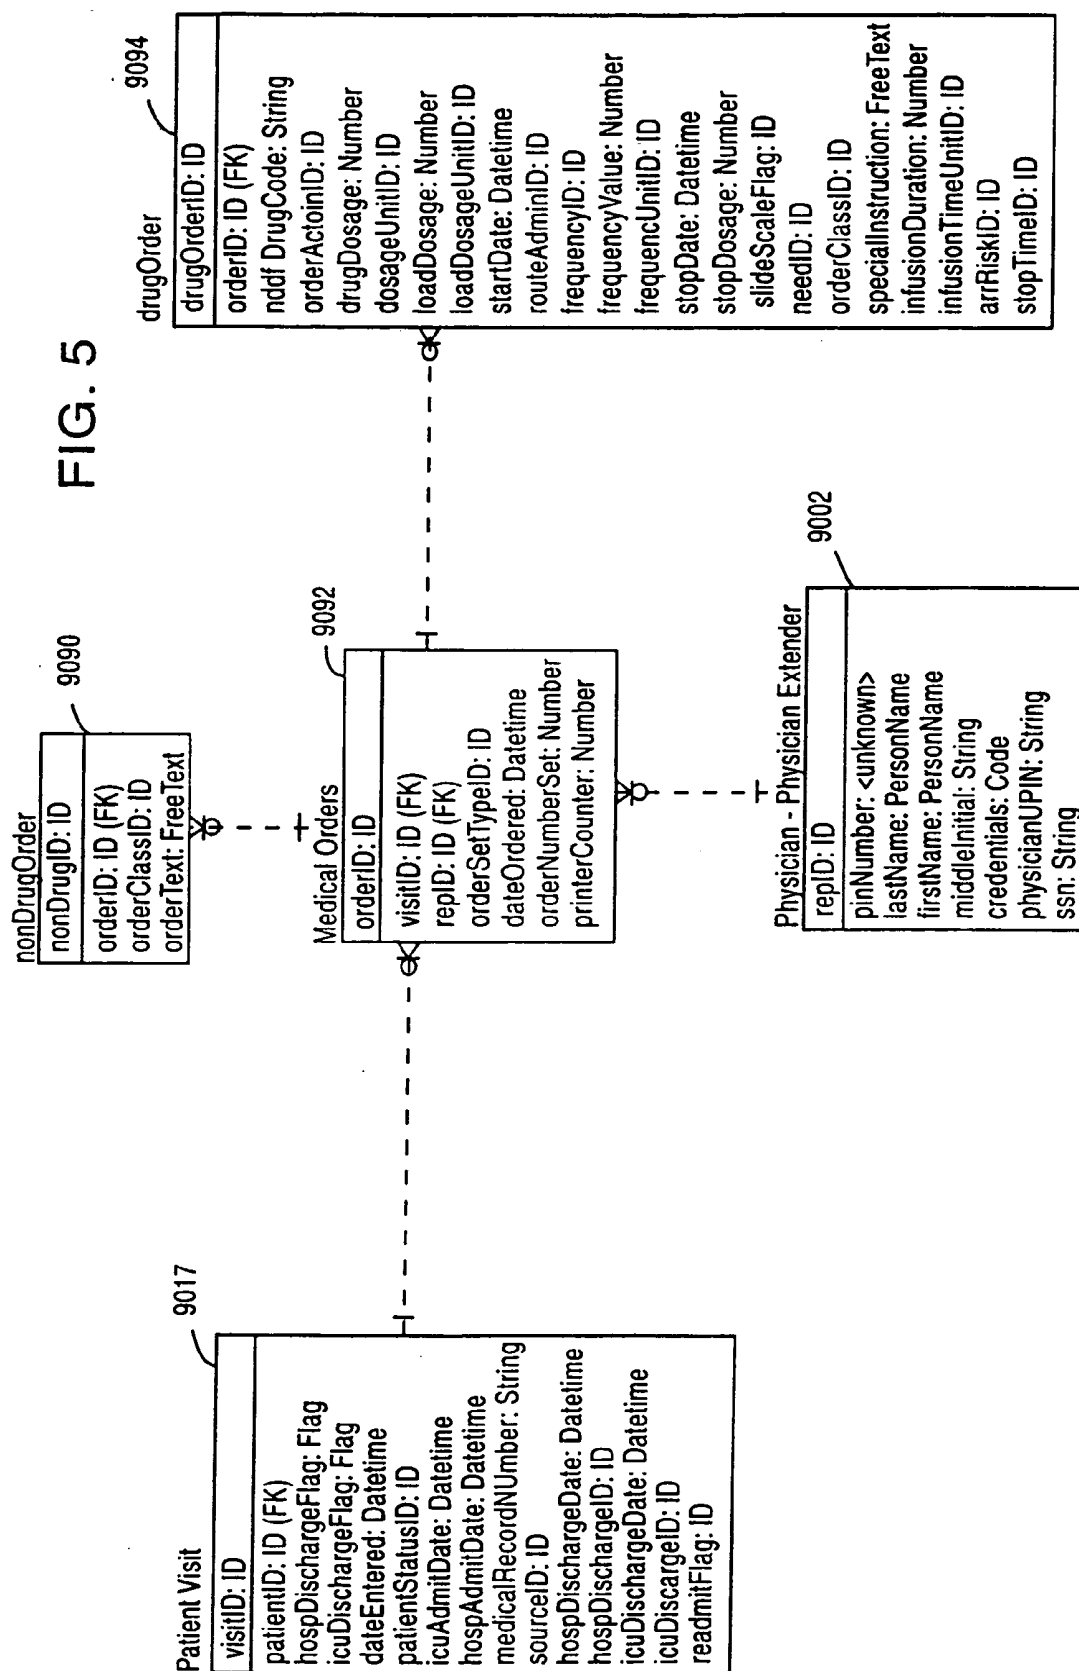 FIG. 5
nonDrugOrder
9090
nonDrugID: ID
orderID: ID (FK)
orderClassID: ID
orderText: FreeText
Patient Visit
9017
visitID: ID
patientID: ID (FK)
hospDischargeFlag: Flag
icuDischargeFlag: Flag
dateEntered: Datetime
patientStatusID: ID
icuAdmitDate: Datetime
hospAdmitDate: Datetime
medicalRecordNUmber: String
sourceID: ID
hospDischargeDate: Datetime
hospDischargeID: ID
icuDischargeDate: Datetime
icuDiscargeID: ID
readmitFlag: ID
Medical Orders
9092
orderID: ID
visitID: ID (FK)
repID: ID (FK)
orderSetTypeID: ID
dateOrdered: Datetime
orderNumberSet: Number
printerCounter: Number
drugOrder
9094
drugOrderID: ID
orderID: ID (FK)
nddf DrugCode: String
orderActoinID: ID
drugDosage: Number
dosageUnitID: ID
loadDosage: Number
loadDosageUnitID: ID
startDate: Datetime
routeAdminID: ID
frequencyID: ID
frequencyValue: Number
frequencUnitID: ID
stopDate: Datetime
stopDosage: Number
slideScaleFlag: ID
needID: ID
orderClassID: ID
specialInstruction: FreeText
infusionDuration: Number
infusionTimeUnitID: ID
arrRiskID: ID
stopTimeID: ID
Physician - Physician Extender
9002
repID: ID
pinNumber: <unknown>
lastName: PersonName
firstName: PersonName
middleInitial: String
credentials: Code
physicianUPIN: String
ssn: String